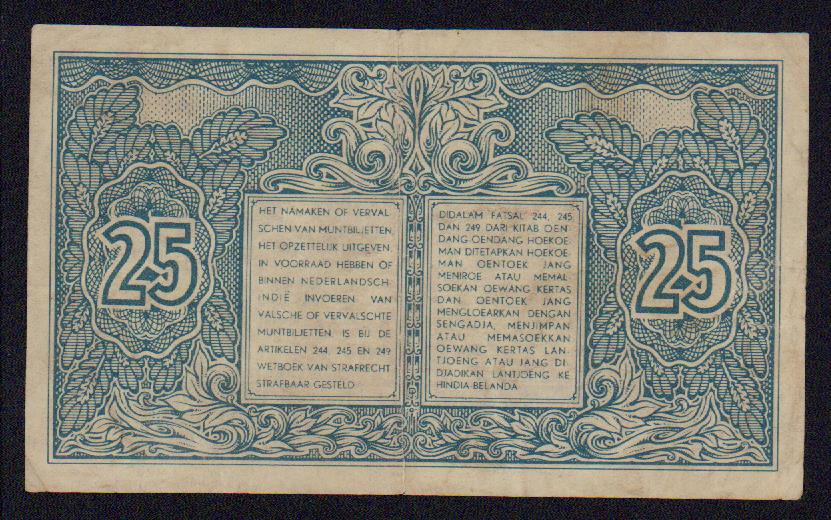 25
HET NAMAKEN OF VERVAL-
SCHEN VAN MUNTBILJETTEN,
HET OPZETTELIJK UITGEVEN,
IN VOORRAAD HEBBEN OF
BINNEN NEDERLANDSCH-
INDIË INVOEREN VAN
VALSCHE OF VERVALSCHTE
MUNTBILJETTEN, IS BIJ DE
ARTIKELEN 244, 245 EN 249
WETBOEK VAN STRAFRECHT
STRAFBAAR GESTELD
DIDALAM FATSAL 244, 245
DAN 249 DARI KITAB OEN-
DANG-OENDANG HOEKOE-
MAN DITETAPKAN HOEKOE-
MAN OENTOEK JANG
MENIROE ATAU MEMAL-
SOEKAN OEWANG KERTAS
DAN OENTOEK JANG
MENGLOEARKAN DENGAN
SENGADJA, MENJIMPAN
ATAU MEMASOEKKAN
OEWANG KERTAS LAN-
TJOENG ATAU JANG DI-
DJADIKAN LANTJOENG KE
HINDIA-BELANDA
25